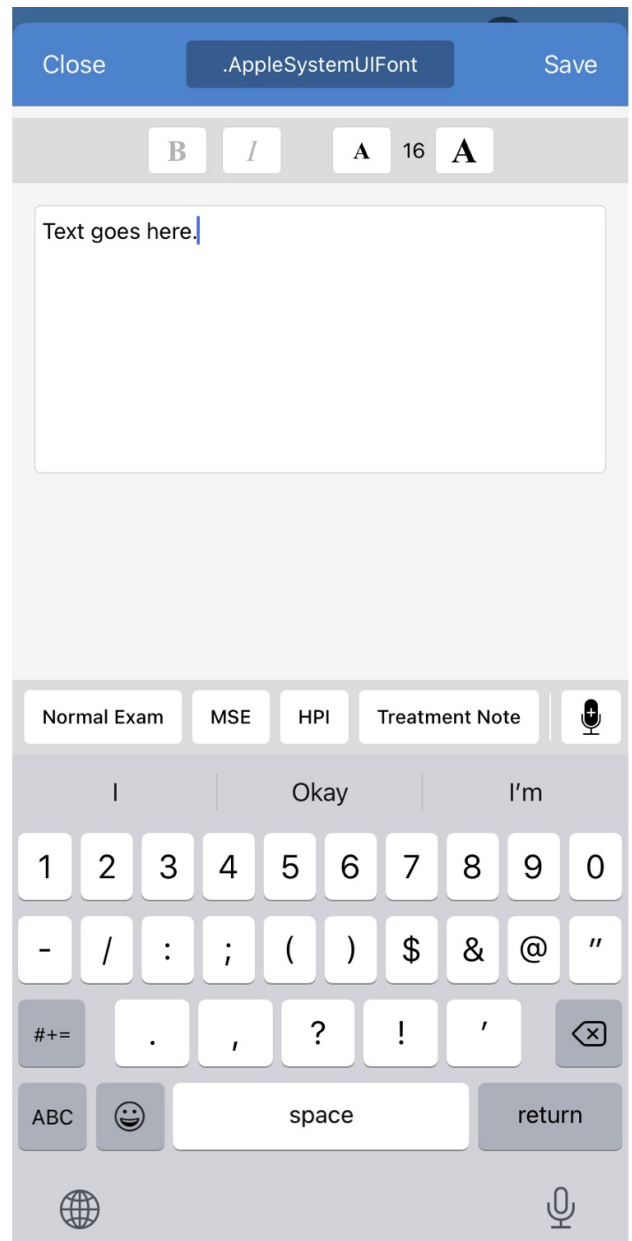 Close .AppleSystemUIFont Save
B I A 16 A
Text goes here.
Normal Exam MSE HPI Treatment Note
I Okay I'm
1 2 3 4 5 6 7 8 9 0
- / : ; ( ) $ & @ "
#+= . , ? ! '
ABC space return